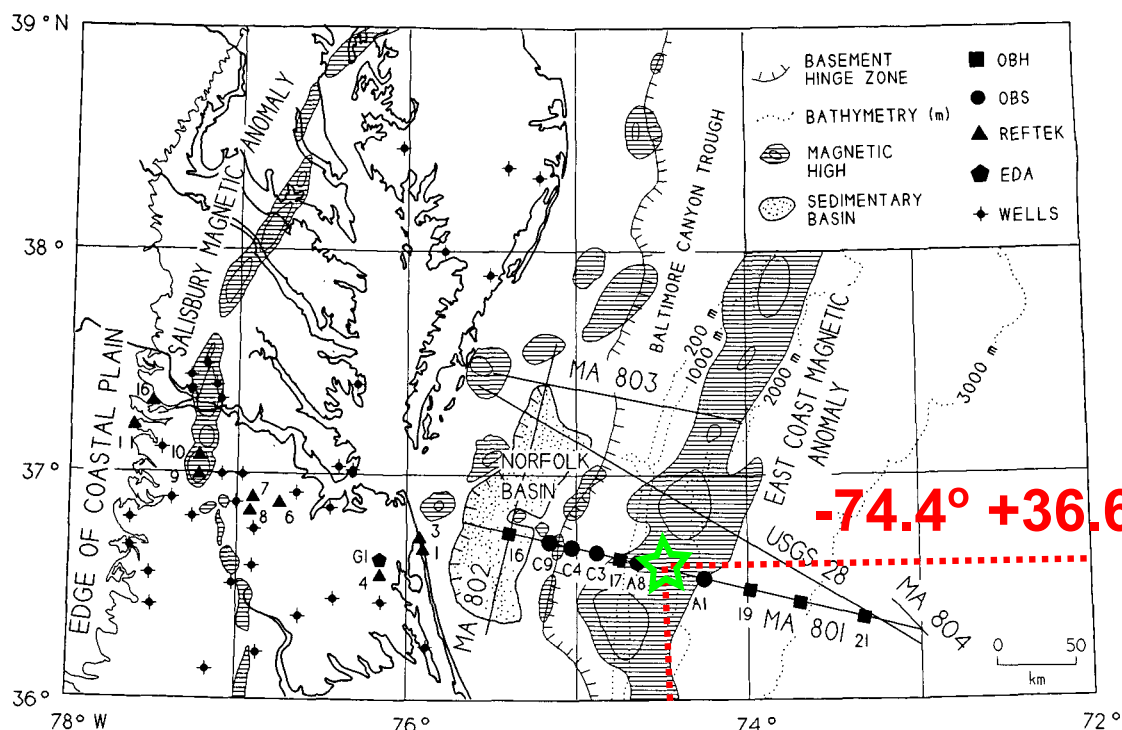 39°N
38°
37°
36°
78°W
76°
74°
72°
BASEMENT
HINGE ZONE
BATHYMETRY (m)
MAGNETIC
HIGH
SEDIMENTARY
BASIN
OBH
OBS
REFTEK
EDA
WELLS
SALISBURY MAGNETIC ANOMALY
EDGE OF COASTAL PLAIN
BALTIMORE CANYON TROUGH
200 m
1000 m
2000 m
3000 m
EAST COAST MAGNETIC
ANOMALY
MA 803
NORFOLK
BASIN
MA 802
USGS 28
MA 804
MA 801
-74.4º +36.6
16
11
10
9
7
8
6
GI
4
3
1
16
C9
C4
C3
17
A8
A1
19
21
0 50
km